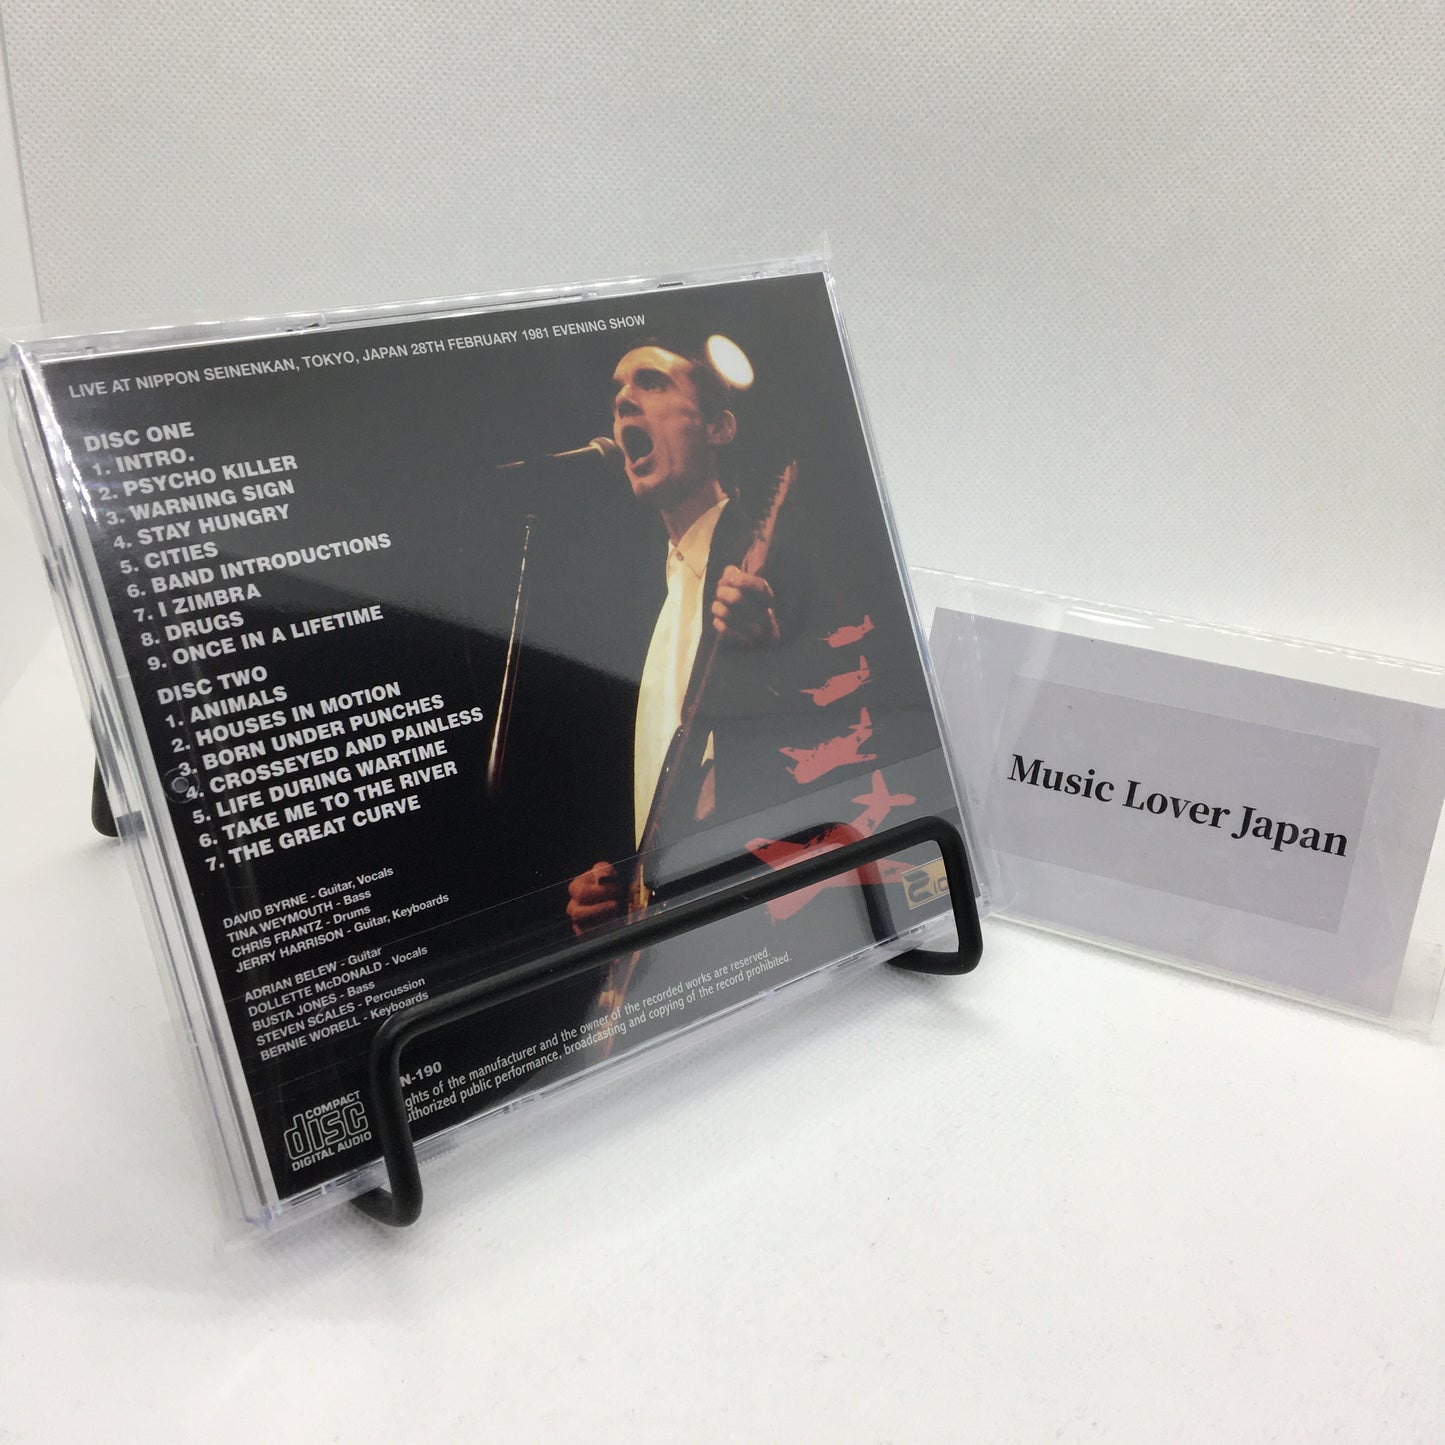 LIVE AT NIPPON SEINENKAN, TOKYO, JAPAN 28TH FEBRUARY 1981 EVENING SHOW
DISC ONE
1. INTRO.
2. PSYCHO KILLER
3. WARNING SIGN
4. STAY HUNGRY
5. CITIES
6. BAND INTRODUCTIONS
7. I ZIMBRA
8. DRUGS
9. ONCE IN A LIFETIME
DISC TWO
1. ANIMALS
2. HOUSES IN MOTION
3. BORN UNDER PUNCHES
4. CROSSEYED AND PAINLESS
5. LIFE DURING WARTIME
6. TAKE ME TO THE RIVER
7. THE GREAT CURVE
DAVID BYRNE - Guitar, Vocals
TINA WEYMOUTH - Bass
CHRIS FRANTZ - Drums
JERRY HARRISON - Guitar, Keyboards
ADRIAN BELEW - Guitar
DOLLETTE McDONALD - Vocals
BUSTA JONES - Bass
STEVEN SCALES - Percussion
BERNIE WORELL - Keyboards
N-190
ghts of the manufacturer and the owner of the recorded works are reserved.
uthorized public performance, broadcasting and copying of the record prohibited.
COMPACT
disc
DIGITAL AUDIO
Music Lover Japan